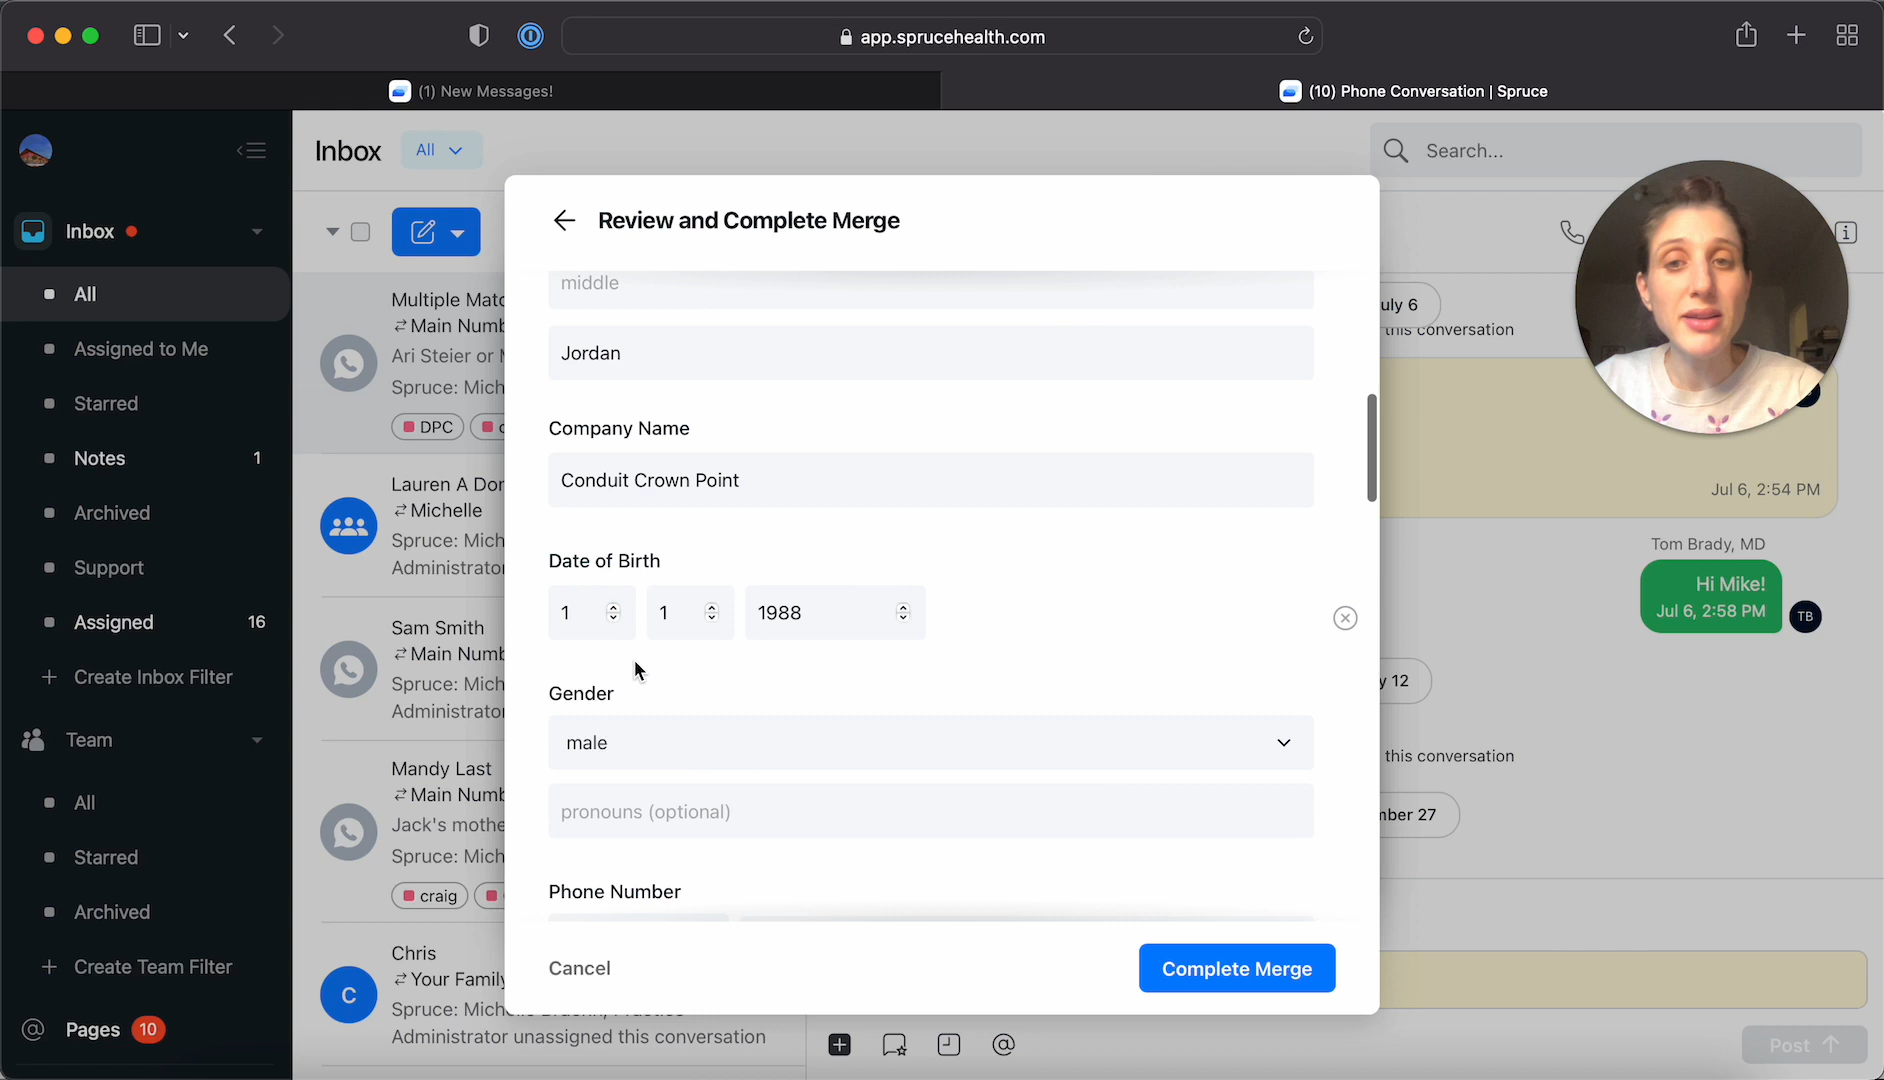 app.sprucehealth.com
(1) New Messages!
(10) Phone Conversation | Spruce
Inbox
All
Assigned to Me
Starred
Notes 1
Archived
Support
Assigned 16
Create Inbox Filter
Team
All
Starred
Archived
Create Team Filter
Pages 10
Inbox All
Search...
Multiple Matc
Main Numb
Ari Steier or M
Spruce: Mich
DPC
Lauren A Dor
Michelle
Spruce: Mich
Administrator
Sam Smith
Main Numb
Spruce: Mich
Administrator
Mandy Last
Main Numb
Jack's mothe
Spruce: Mich
craig
Chris
C
Your Family
Administrator unassigned this conversation
Review and Complete Merge
middle
Jordan
Company Name
Conduit Crown Point
Date of Birth
1 1 1988
Gender
male
pronouns (optional)
Phone Number
Cancel
Complete Merge
uly 6
this conversation
Jul 6, 2:54 PM
Tom Brady, MD
Hi Mike!
Jul 6, 2:58 PM
TB
y 12
this conversation
nber 27
Post